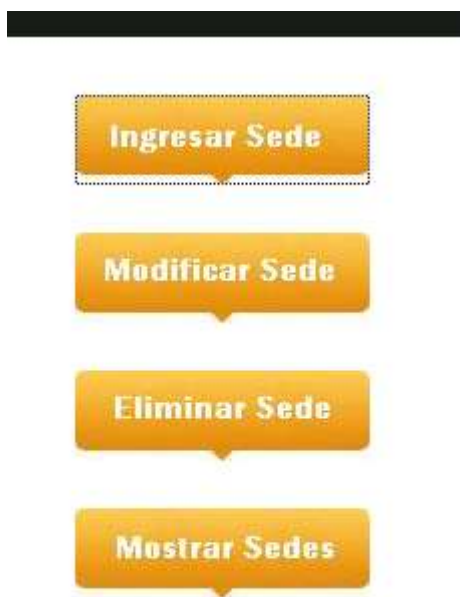 Ingresar Sede
Modificar Sede
Eliminar Sede
Mostrar Sedes